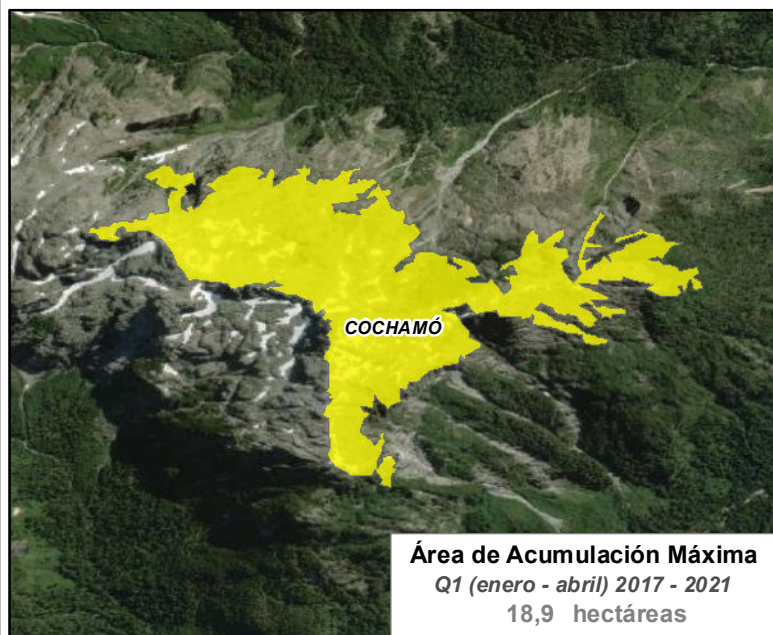 COCHAMÓ
Área de Acumulación Máxima
Q1 (enero - abril) 2017 - 2021
18,9 hectáreas